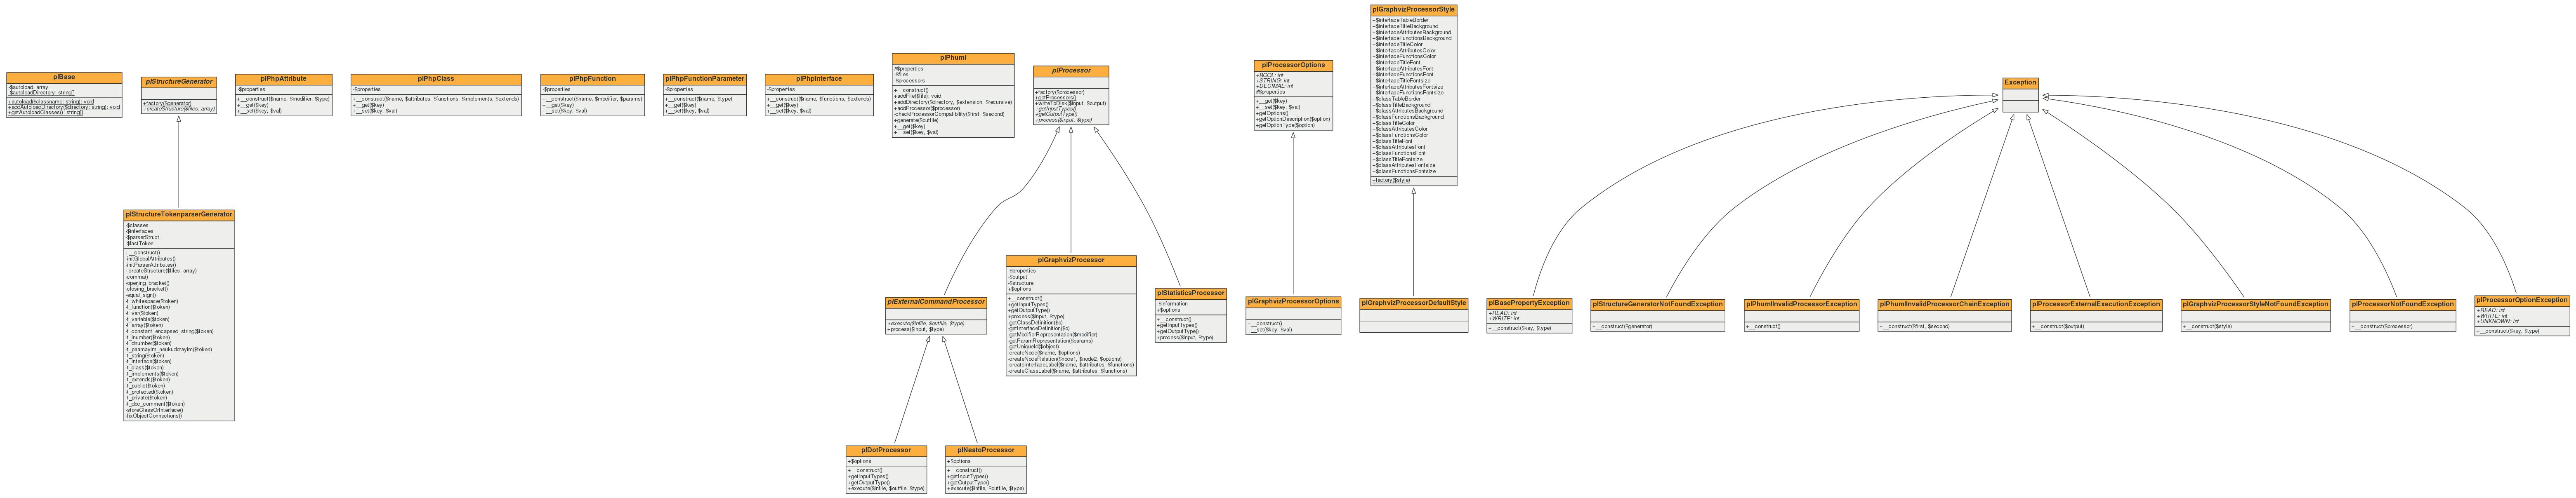 plBase
-$autoload: array
-$autoloadDirectory: string[]
+autoload($classname: string): void
+addAutoloadDirectory($directory: string): void
+getAutoloadClasses(): string[]
plStructureGenerator
+factory($generator)
+createStructure($files: array)
plPhpAttribute
-$properties
+__construct($name, $modifier, $type)
+__get($key)
+__set($key, $val)
plPhpClass
-$properties
+__construct($name, $attributes, $functions, $implements, $extends)
+__get($key)
+__set($key, $val)
plPhpFunction
-$properties
+__construct($name, $modifier, $params)
+__get($key)
+__set($key, $val)
plPhpFunctionParameter
-$properties
+__construct($name, $type)
+__get($key)
+__set($key, $val)
plPhpInterface
-$properties
+__construct($name, $functions, $extends)
+__get($key)
+__set($key, $val)
plPhuml
#$properties
-$files
-$processors
+__construct()
+addFile($file): void
+addDirectory($directory, $extension, $recursive)
+addProcessor($processor)
-checkProcessorCompatibility($first, $second)
+generate($outfile)
+__get($key)
+__set($key, $val)
plProcessor
+factory($processor)
+getProcessors()
+writeToDisk($input, $output)
+getInputTypes()
+getOutputType()
+process($input, $type)
plProcessorOptions
+BOOL: int
+STRING: int
+DECIMAL: int
#$properties
+__get($key)
+__set($key, $val)
+getOptions()
+getOptionDescription($option)
+getOptionType($option)
plGraphvizProcessorStyle
+$interfaceTableBorder
+$interfaceTitleBackground
+$interfaceAttributesBackground
+$interfaceFunctionsBackground
+$interfaceTitleColor
+$interfaceAttributesColor
+$interfaceFunctionsColor
+$interfaceTitleFont
+$interfaceAttributesFont
+$interfaceFunctionsFont
+$interfaceTitleFontsize
+$interfaceAttributesFontsize
+$interfaceFunctionsFontsize
+$classTableBorder
+$classTitleBackground
+$classAttributesBackground
+$classFunctionsBackground
+$classTitleColor
+$classAttributesColor
+$classFunctionsColor
+$classTitleFont
+$classAttributesFont
+$classFunctionsFont
+$classTitleFontsize
+$classAttributesFontsize
+$classFunctionsFontsize
+factory($style)
Exception
plStructureTokenparserGenerator
-$classes
-$interfaces
-$parserStruct
-$lastToken
+__construct()
-initGlobalAttributes()
-initParserAttributes()
+createStructure($files: array)
-comma()
-opening_bracket()
-closing_bracket()
-equal_sign()
-t_whitespace($token)
-t_function($token)
-t_var($token)
-t_variable($token)
-t_array($token)
-t_constant_encapsed_string($token)
-t_lnumber($token)
-t_dnumber($token)
-t_paamayim_neukudotayim($token)
-t_string($token)
-t_interface($token)
-t_class($token)
-t_implements($token)
-t_extends($token)
-t_public($token)
-t_protected($token)
-t_private($token)
-t_doc_comment($token)
-storeClassOrInterface()
-fixObjectConnections()
plExternalCommandProcessor
+execute($infile, $outfile, $type)
+process($input, $type)
plGraphvizProcessor
-$properties
-$output
-$structure
+$options
+__construct()
+getInputTypes()
+getOutputType()
+process($input, $type)
-getClassDefinition($o)
-getInterfaceDefinition($o)
-getModifierRepresentation($modifier)
-getParamRepresentation($params)
-getUniqueId($object)
-createNode($name, $options)
-createNodeRelation($node1, $node2, $options)
-createInterfaceLabel($name, $attributes, $functions)
-createClassLabel($name, $attributes, $functions)
plStatisticsProcessor
-$information
+$options
+__construct()
+getInputTypes()
+getOutputType()
+process($input, $type)
plGraphvizProcessorOptions
+__construct()
+__set($key, $val)
plGraphvizProcessorDefaultStyle
plBasePropertyException
+READ: int
+WRITE: int
+__construct($key, $type)
plStructureGeneratorNotFoundException
+__construct($generator)
plPhumlInvalidProcessorException
+__construct()
plPhumlInvalidProcessorChainException
+__construct($first, $second)
plProcessorExternalExecutionException
+__construct($output)
plGraphvizProcessorStyleNotFoundException
+__construct($style)
plProcessorNotFoundException
+__construct($processor)
plProcessorOptionException
+READ: int
+WRITE: int
+UNKNOWN: int
+__construct($key, $type)
plDotProcessor
+$options
+__construct()
+getInputTypes()
+getOutputType()
+execute($infile, $outfile, $type)
plNeatoProcessor
+$options
+__construct()
+getInputTypes()
+getOutputType()
+execute($infile, $outfile, $type)